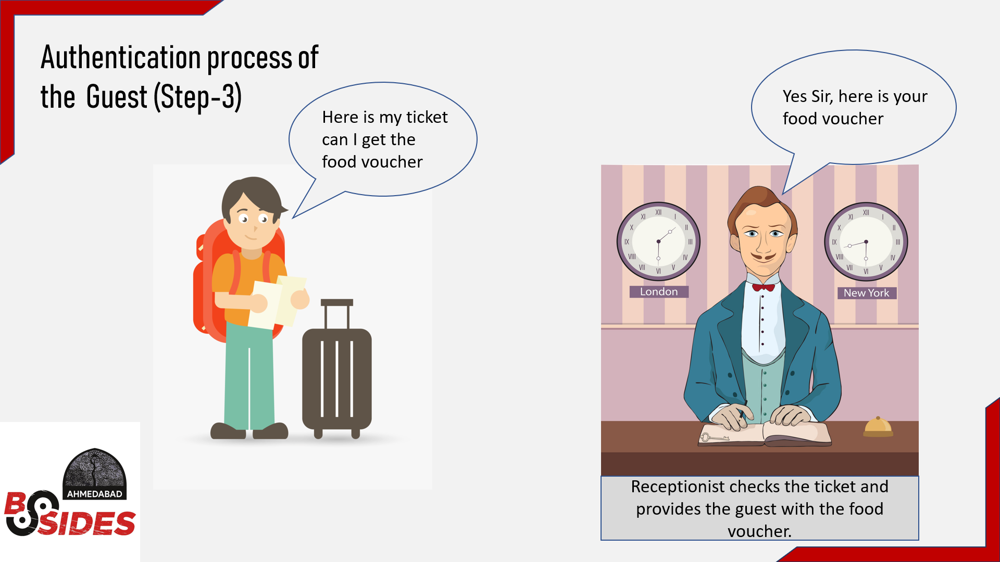 Authentication process of
the Guest (Step-3)
Here is my ticket
can I get the
food voucher
Yes Sir, here is your
food voucher
XII
I
II
III
IV
V
VI
VII
VIII
IX
X
XI
London
XII
I
II
III
IV
V
VI
VII
VIII
IX
X
XI
New York
Receptionist checks the ticket and
provides the guest with the food
voucher.
AHMEDABAD
B
SIDES